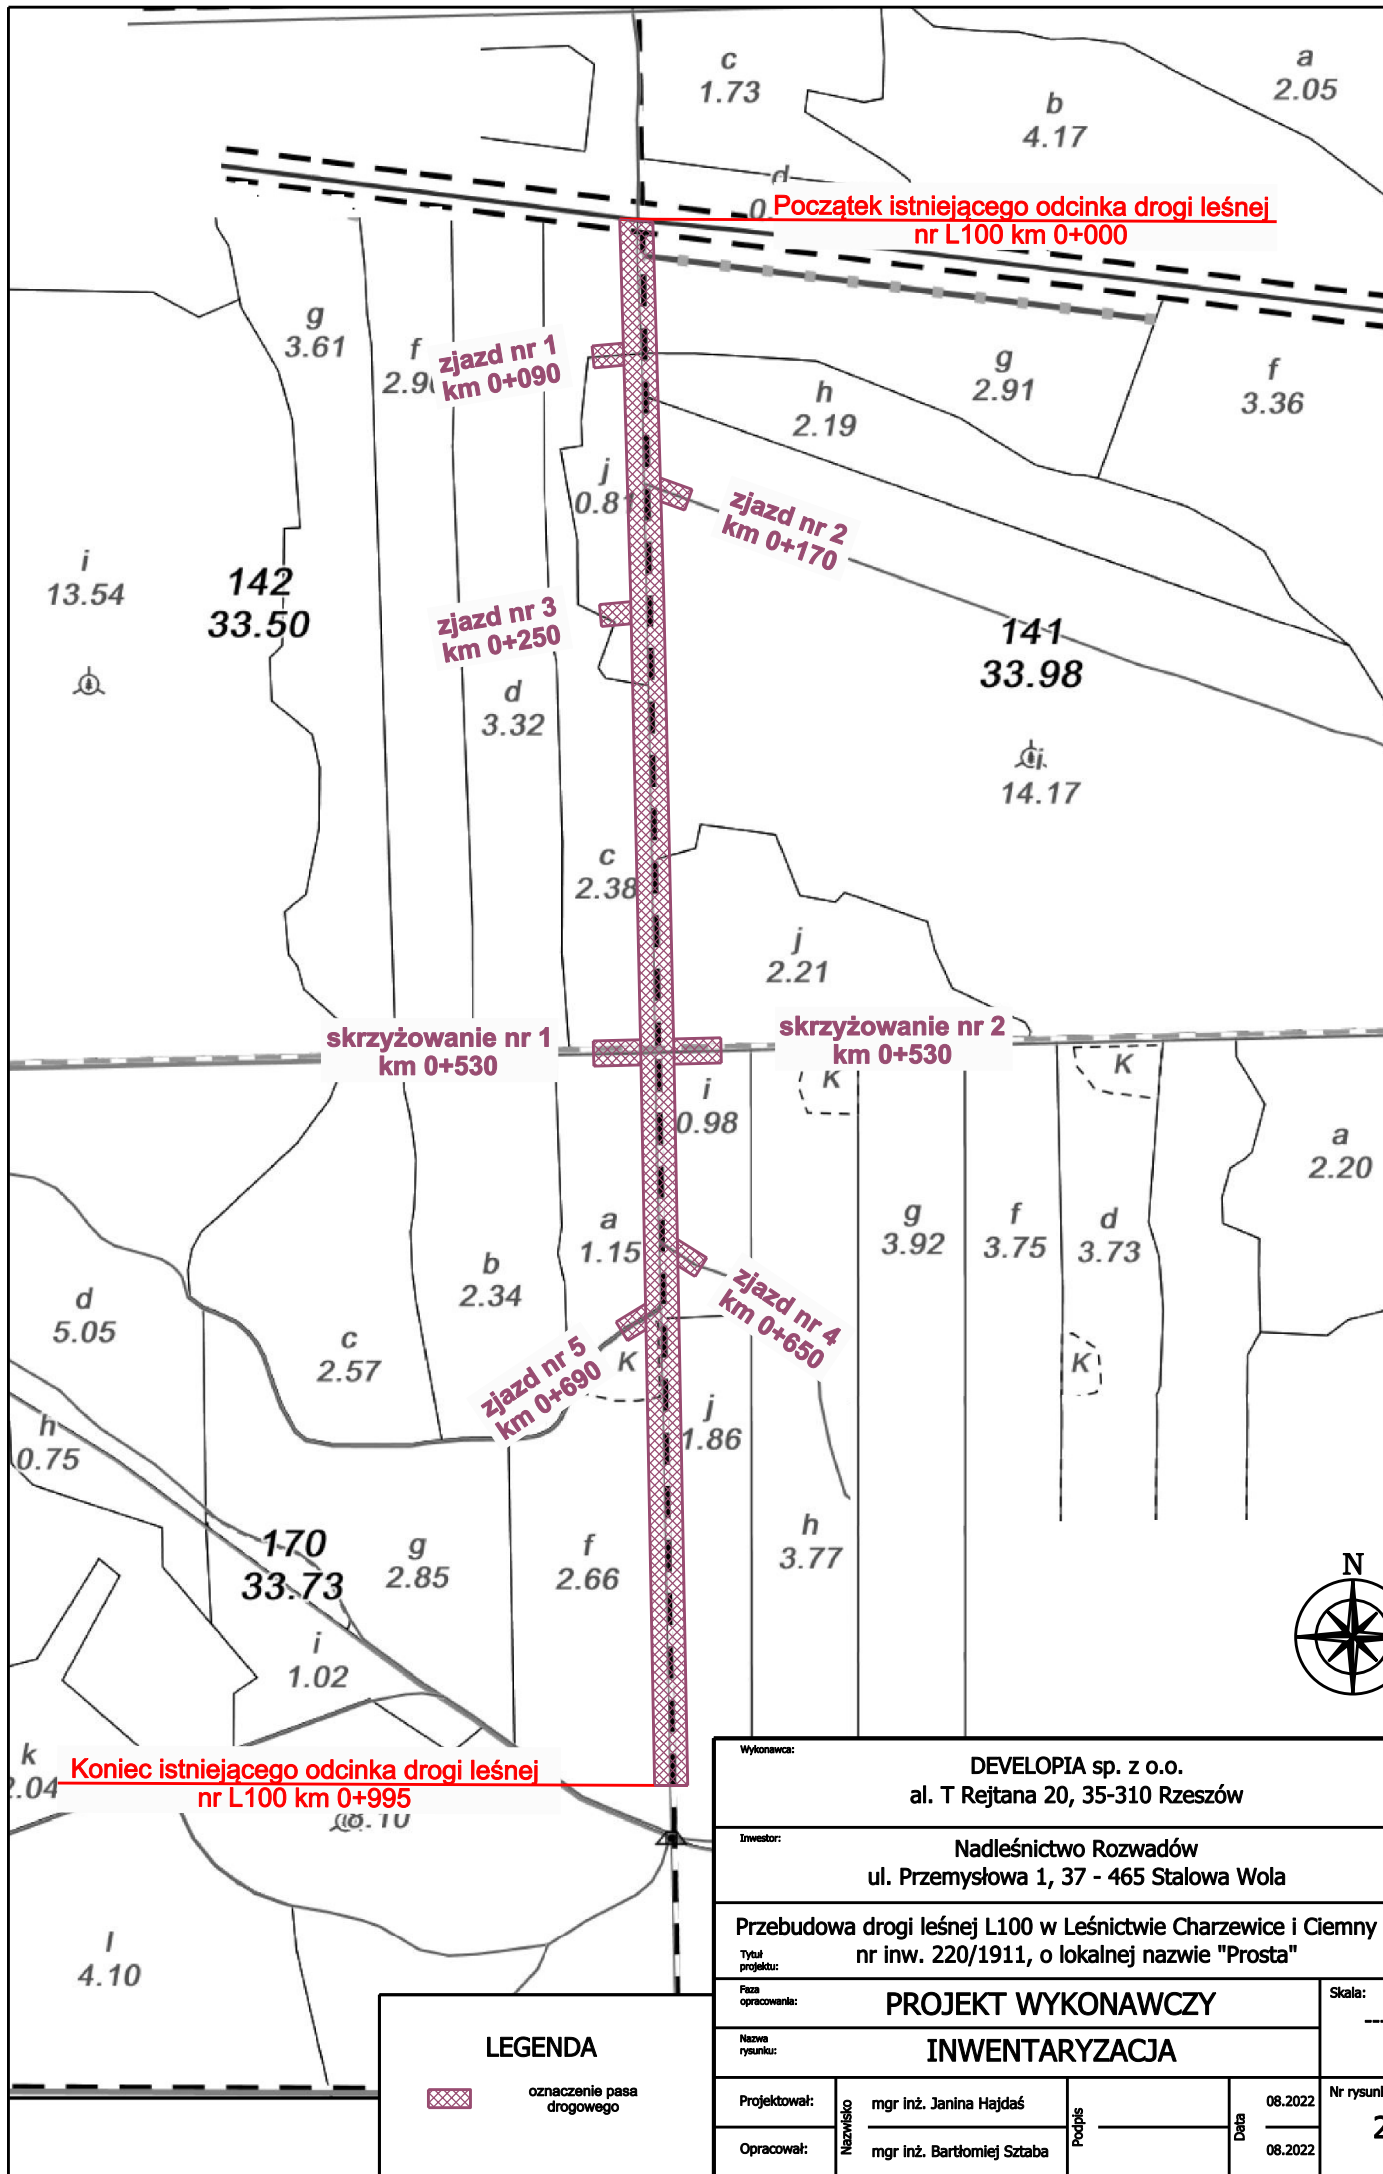 c
1.73
a
2.05
b
4.17
d
0.
Początek istniejącego odcinka drogi leśnej
nr L100 km 0+000
g
3.61
f
2.9
zjazd nr 1
km 0+090
g
2.91
h
2.19
f
3.36
j
0.81
zjazd nr 2
km 0+170
i
13.54
142
33.50
zjazd nr 3
km 0+250
141
33.98
d
3.32
i.
14.17
c
2.38
j
2.21
skrzyżowanie nr 1
km 0+530
skrzyżowanie nr 2
km 0+530
K
K
i
0.98
a
2.20
a
1.15
g
3.92
f
3.75
d
3.73
b
2.34
zjazd nr 4
km 0+650
d
5.05
c
2.57
zjazd nr 5
km 0+690
K
K
h
0.75
j
1.86
170
33.73
g
2.85
f
2.66
h
3.77
N
i
1.02
k
2.04
Koniec istniejącego odcinka drogi leśnej
nr L100 km 0+995
l
4.10
LEGENDA
oznaczenie pasa
drogowego
Wykonawca:
DEVELOPIA sp. z o.o.
al. T Rejtana 20, 35-310 Rzeszów
Inwestor:
Nadleśnictwo Rozwadów
ul. Przemysłowa 1, 37 - 465 Stalowa Wola
Tytuł
projektu:
Przebudowa drogi leśnej L100 w Leśnictwie Charzewice i Ciemny
nr inw. 220/1911, o lokalnej nazwie "Prosta"
Faza
opracowania:
PROJEKT WYKONAWCZY
Skala:
---
Nazwa
rysunku:
INWENTARYZACJA
Projektował:
Nazwisko
mgr inż. Janina Hajdaś
Podpis
Data
08.2022
Nr rysunk
2
Opracował:
mgr inż. Bartłomiej Sztaba
08.2022